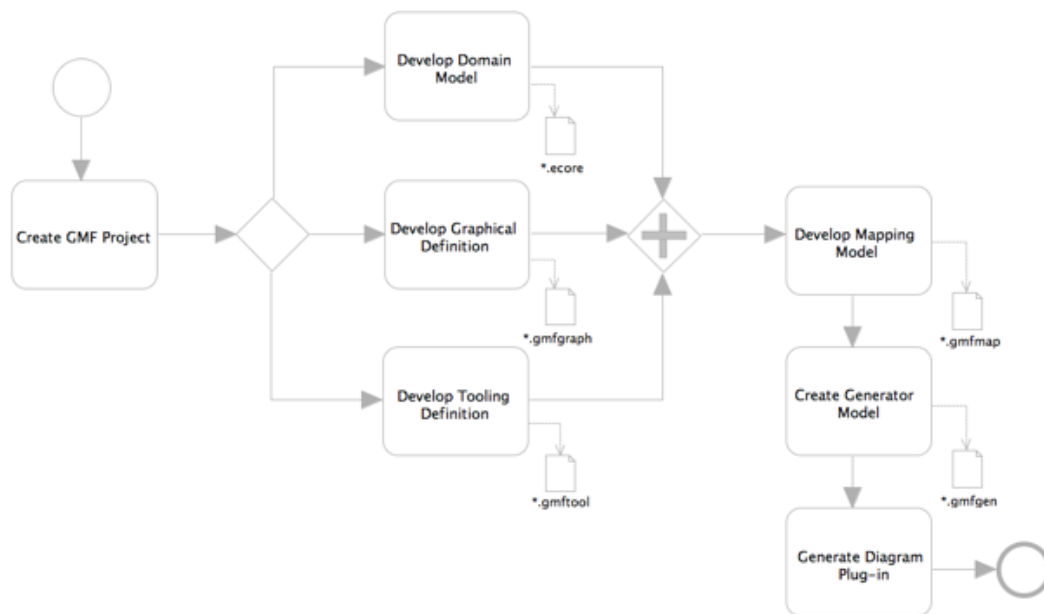 Develop Domain
Model
*.ecore
Create GMF Project
Develop Graphical
Definition
*.gmfgraph
Develop Tooling
Definition
*.gmftool
Develop Mapping
Model
*.gmfmap
Create Generator
Model
*.gmfgen
Generate Diagram
Plug-in